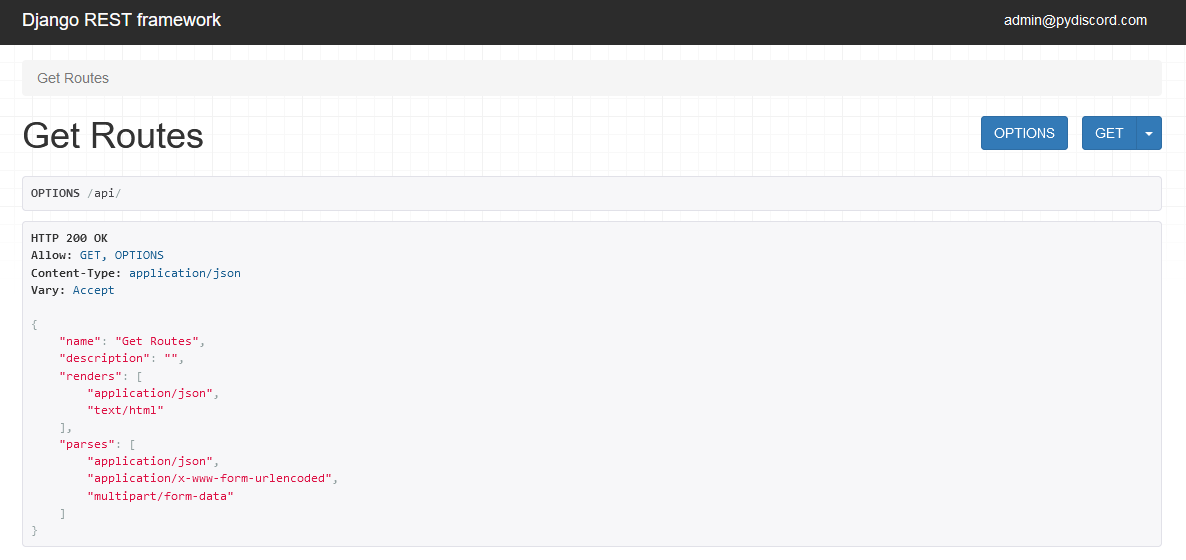 Django REST framework admin@pydiscord.com
Get Routes
Get Routes OPTIONS GET
OPTIONS /api/
HTTP 200 OK
Allow: GET, OPTIONS
Content-Type: application/json
Vary: Accept
{
    "name": "Get Routes",
    "description": "",
    "renders": [
        "application/json",
        "text/html"
    ],
    "parses": [
        "application/json",
        "application/x-www-form-urlencoded",
        "multipart/form-data"
    ]
}